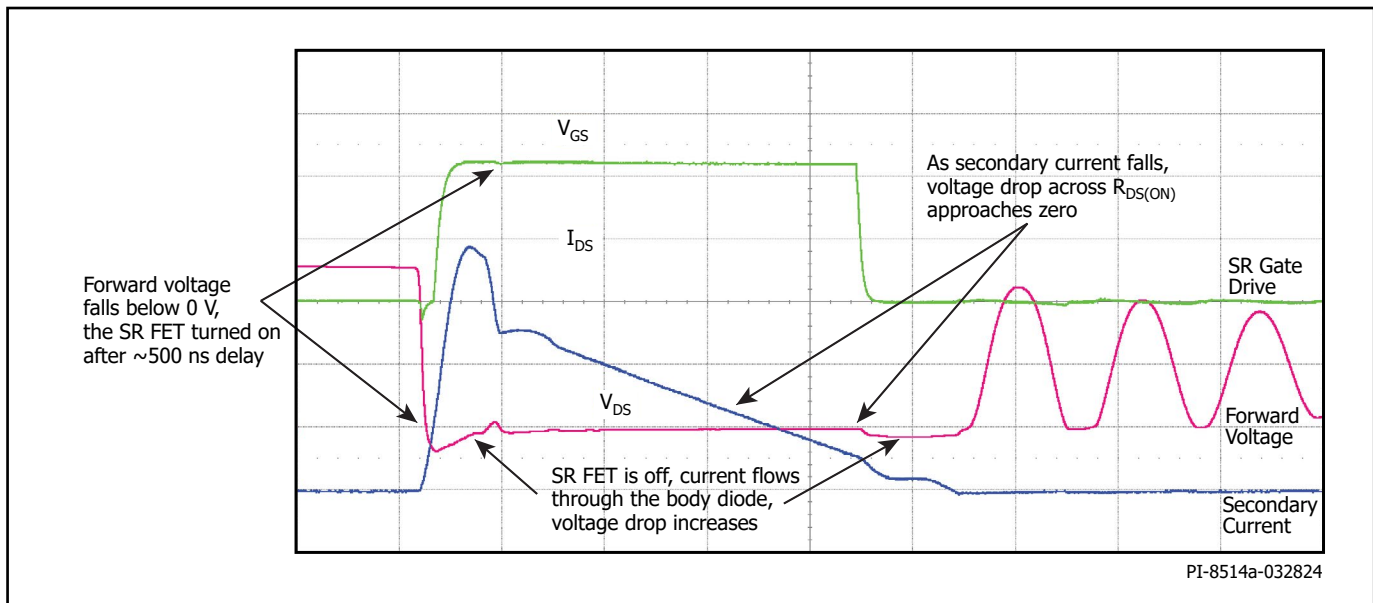 V_GS
As secondary current falls,
voltage drop across R_DS(ON)
approaches zero
I_DS
SR Gate
Drive
Forward voltage
falls below 0 V,
the SR FET turned on
after ~500 ns delay
V_DS
Forward
Voltage
SR FET is off, current flows
through the body diode,
voltage drop increases
Secondary
Current
PI-8514a-032824